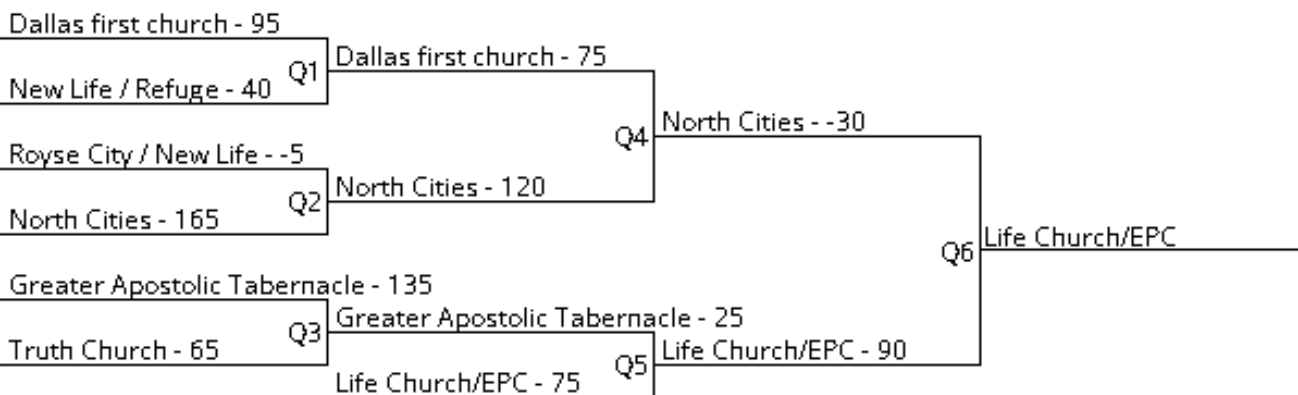 Dallas first church - 95
New Life / Refuge - 40
Q1
Dallas first church - 75
Royse City / New Life - -5
North Cities - 165
Q2
North Cities - 120
Q4
North Cities - -30
Greater Apostolic Tabernacle - 135
Truth Church - 65
Q3
Greater Apostolic Tabernacle - 25
Life Church/EPC - 75
Q5
Life Church/EPC - 90
Q6
Life Church/EPC